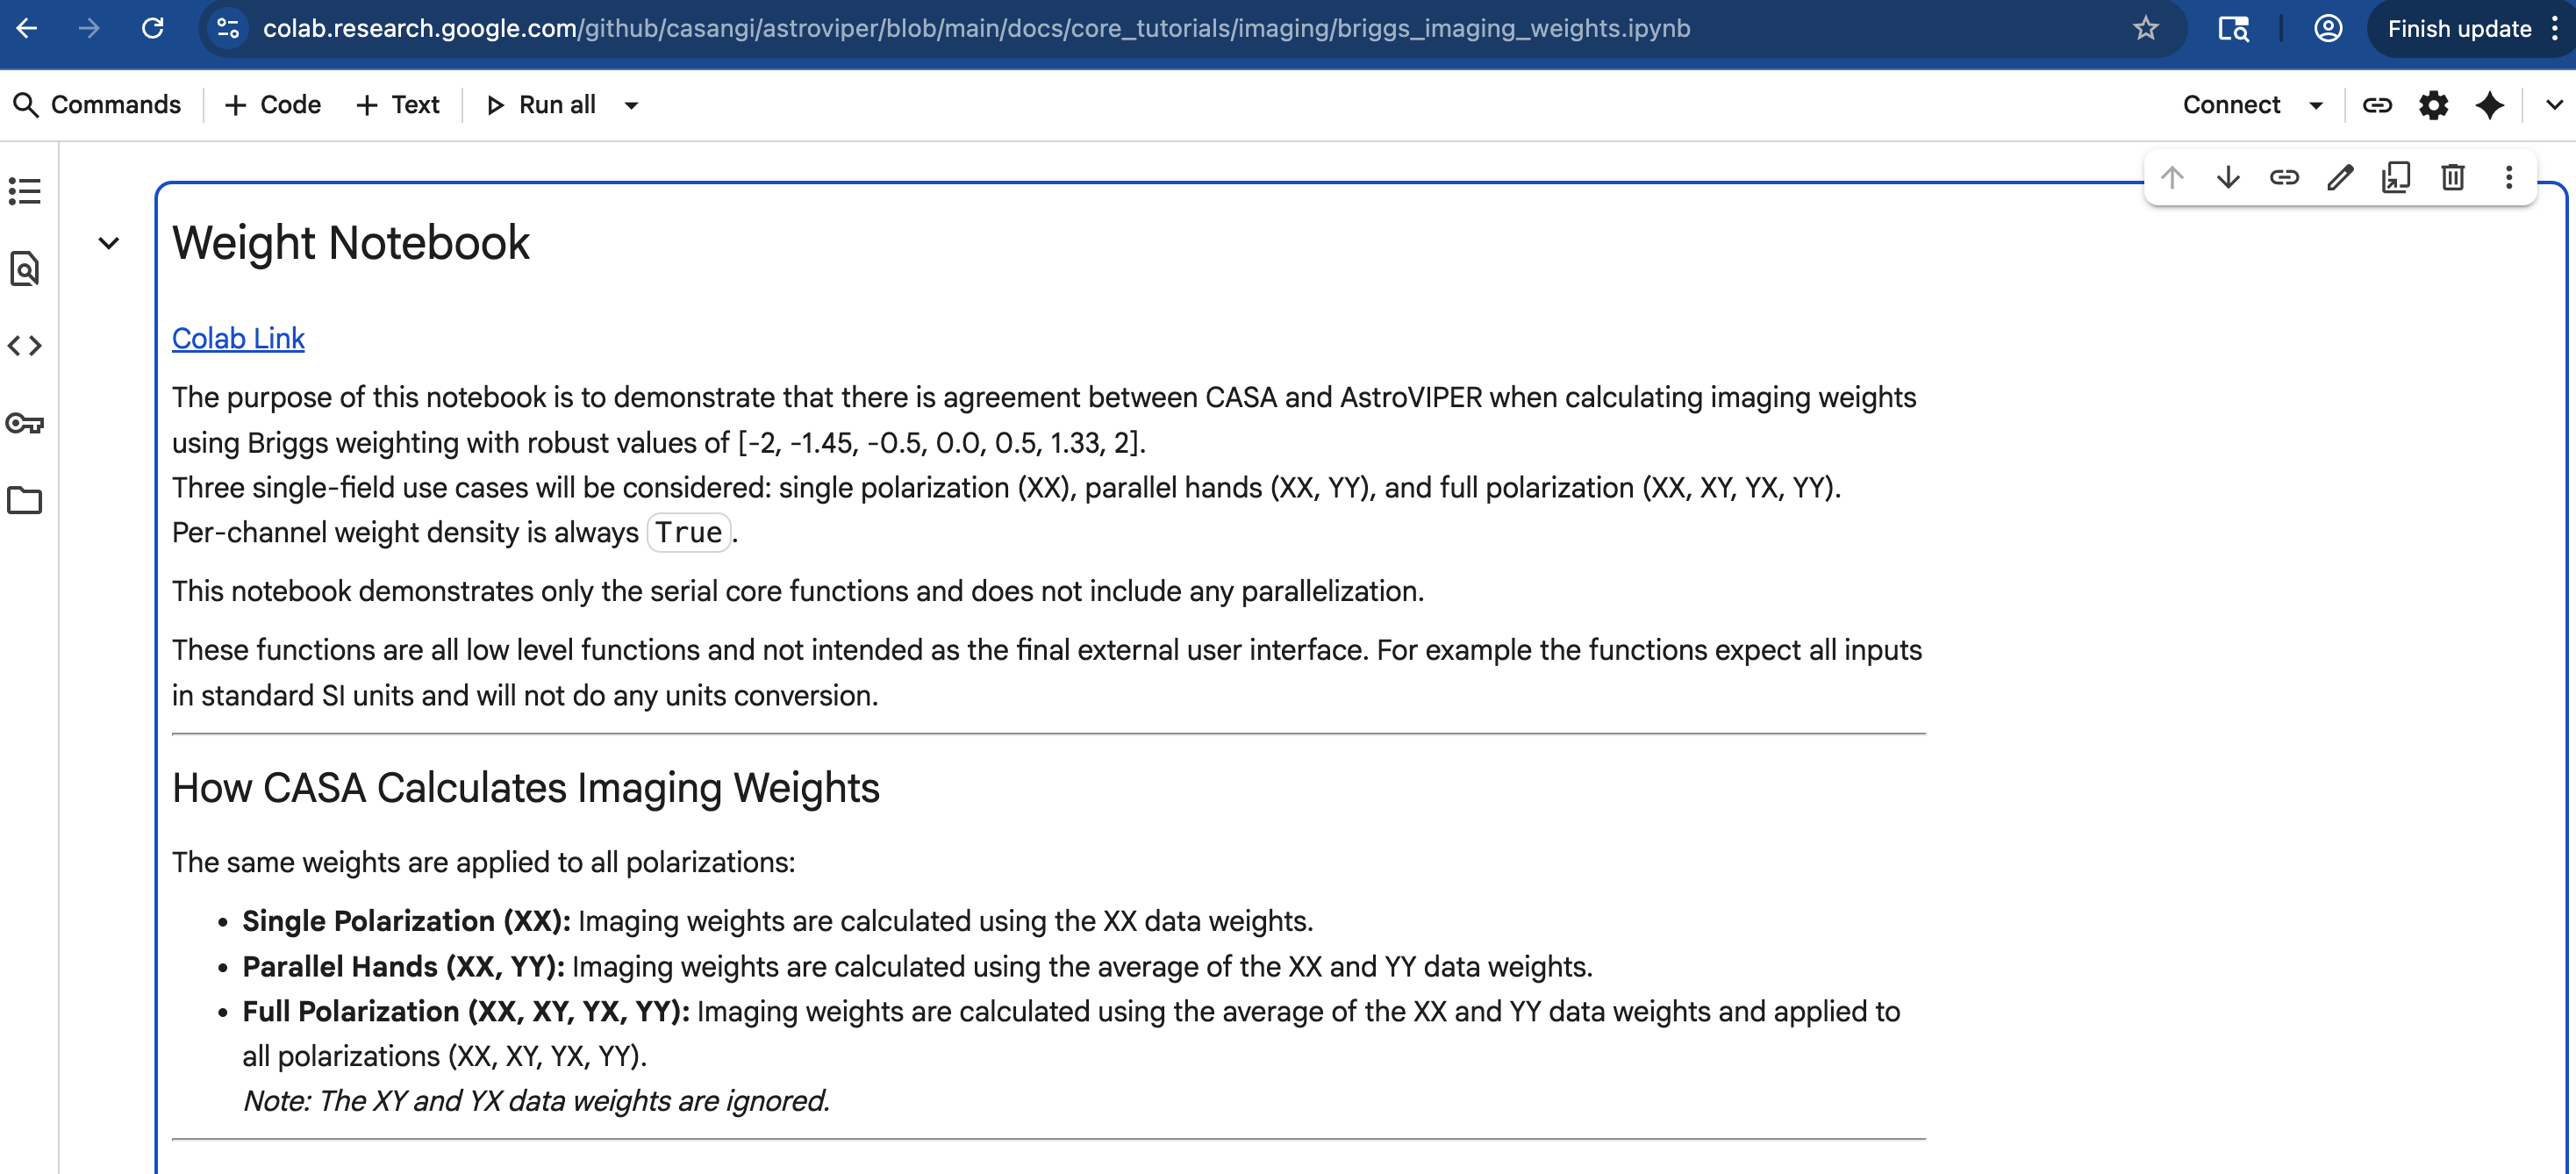 colab.research.google.com/github/casangi/astroviper/blob/main/docs/core_tutorials/imaging/briggs_imaging_weights.ipynb
Finish update
Commands
Code
Text
Run all
Connect
Weight Notebook
Colab Link
The purpose of this notebook is to demonstrate that there is agreement between CASA and AstroVIPER when calculating imaging weights
using Briggs weighting with robust values of [-2, -1.45, -0.5, 0.0, 0.5, 1.33, 2].
Three single-field use cases will be considered: single polarization (XX), parallel hands (XX, YY), and full polarization (XX, XY, YX, YY).
Per-channel weight density is always True.
This notebook demonstrates only the serial core functions and does not include any parallelization.
These functions are all low level functions and not intended as the final external user interface. For example the functions expect all inputs
in standard SI units and will not do any units conversion.
How CASA Calculates Imaging Weights
The same weights are applied to all polarizations:
• Single Polarization (XX): Imaging weights are calculated using the XX data weights.
• Parallel Hands (XX, YY): Imaging weights are calculated using the average of the XX and YY data weights.
• Full Polarization (XX, XY, YX, YY): Imaging weights are calculated using the average of the XX and YY data weights and applied to
all polarizations (XX, XY, YX, YY).
Note: The XY and YX data weights are ignored.